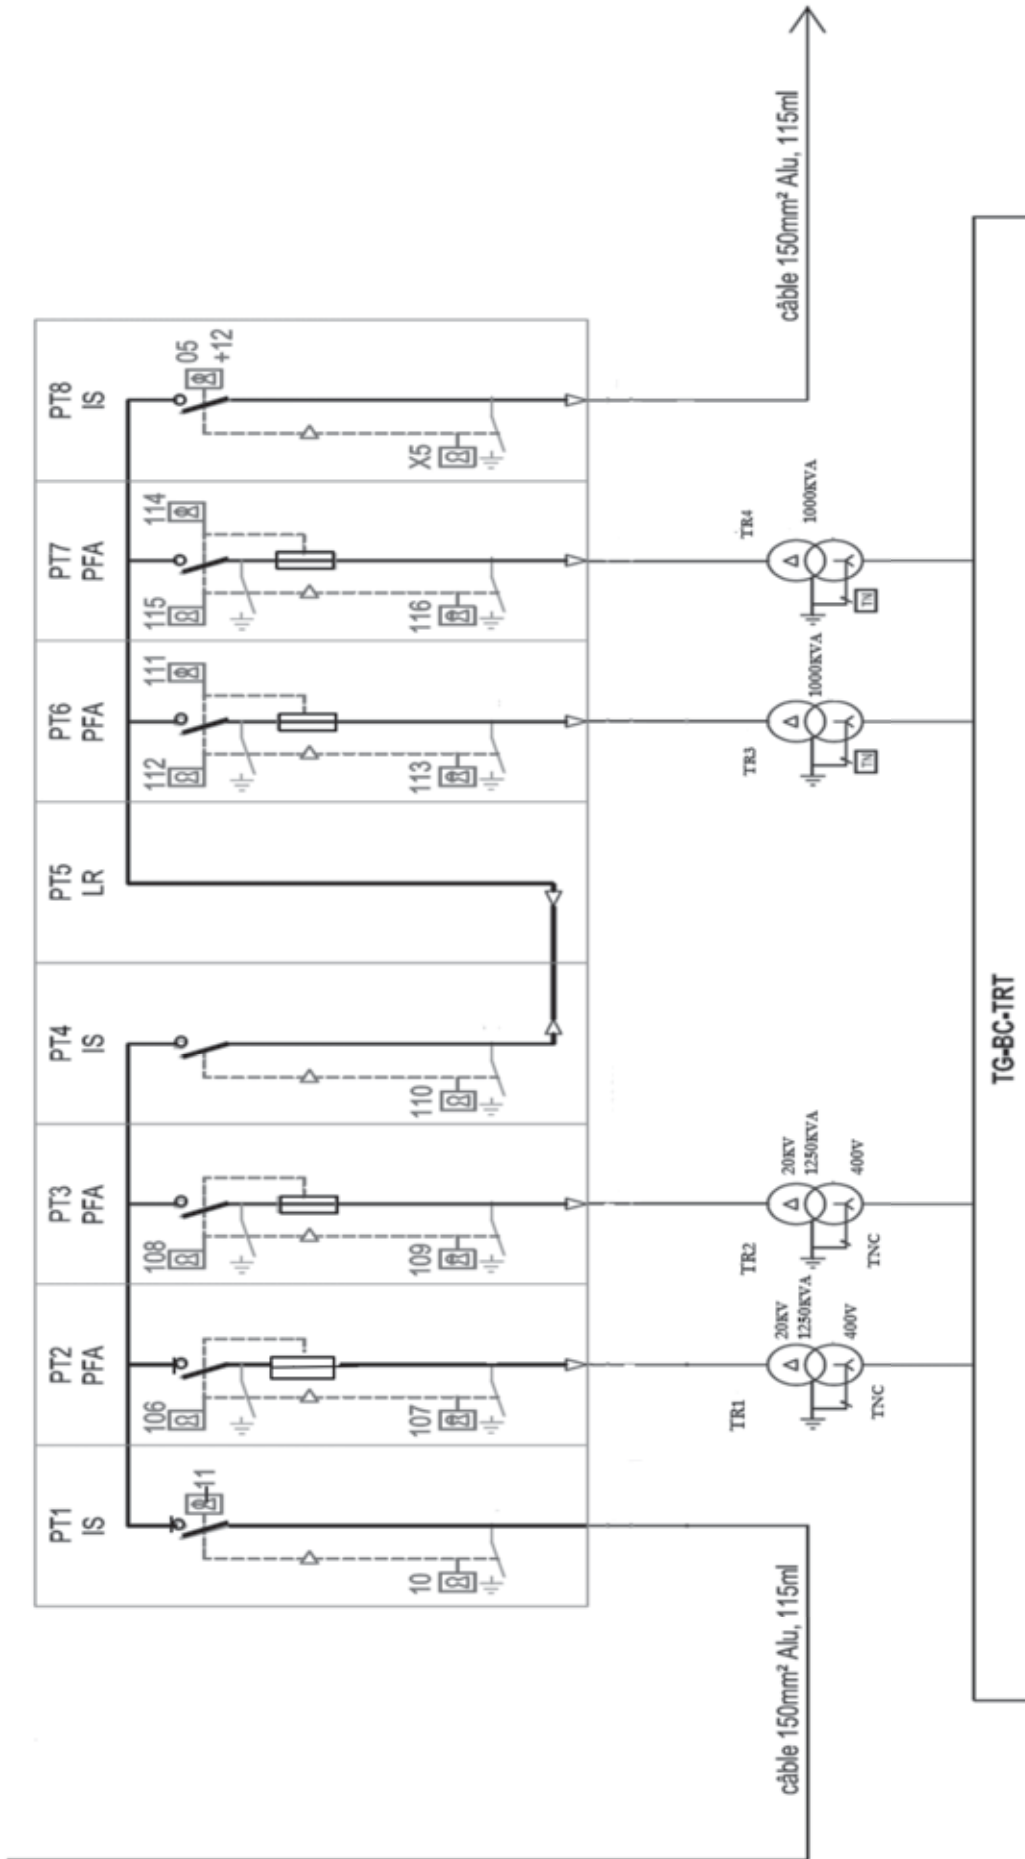 PT1
IS
PT2
PFA
PT3
PFA
PT4
IS
PT5
LR
PT6
PFA
PT7
PFA
PT8
IS
11
10
106
107
108
109
110
112
111
113
115
114
116
05
+12
X5
câble 150mm² Alu, 115ml
câble 150mm² Alu, 115ml
TR1
20KV
1250KVA
400V
TNC
TR2
20KV
1250KVA
400V
TNC
TR3
1000KVA
TN
TR4
1000KVA
TN
TG-BC-TRT